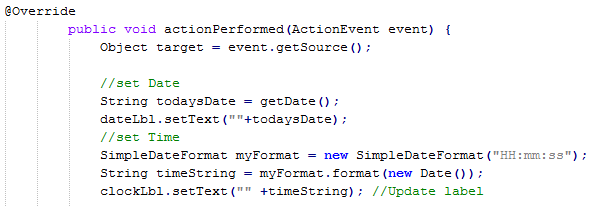 @Override
public void actionPerformed(ActionEvent event) {
Object target = event.getSource();
//set Date
String todaysDate = getDate();
dateLbl.setText(""+todaysDate);
//set Time
SimpleDateFormat myFormat = new SimpleDateFormat("HH:mm:ss");
String timeString = myFormat.format(new Date());
clockLbl.setText("" +timeString); //Update label